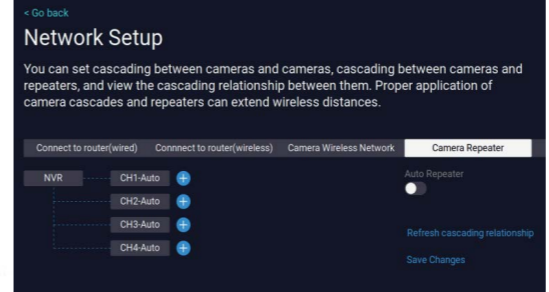 < Go back
Network Setup
You can set cascading between cameras and cameras, cascading between cameras and
repeaters, and view the cascading relationship between them. Proper application of
camera cascades and repeaters can extend wireless distances.
Connect to router(wired) Connnect to router(wireless) Camera Wireless Network Camera Repeater
NVR CH1-Auto Auto Repeater
CH2-Auto
CH3-Auto
Refresh cascading relationship
CH4-Auto
Save Changes